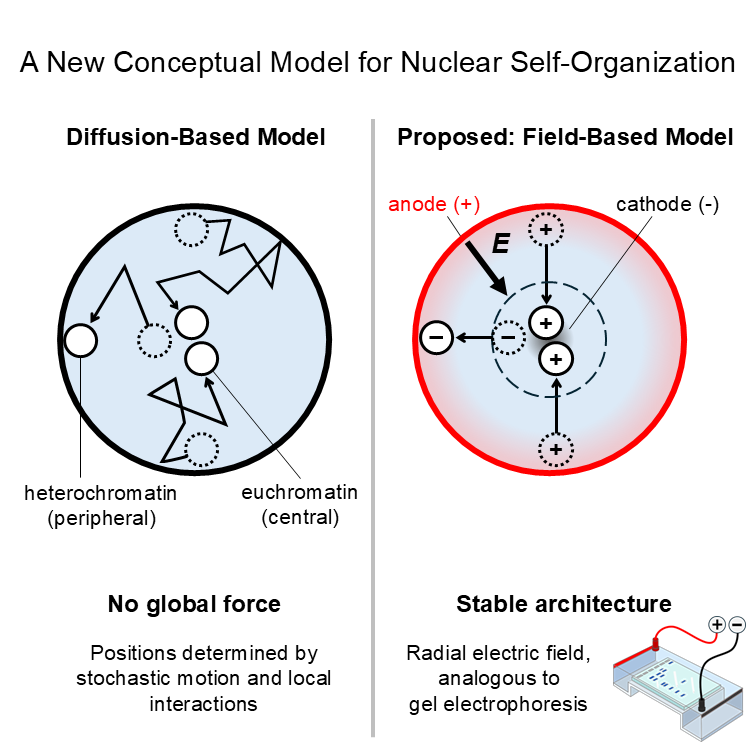 A New Conceptual Model for Nuclear Self-Organization
Diffusion-Based Model
heterochromatin
(peripheral)
euchromatin
(central)
No global force
Positions determined by
stochastic motion and local
interactions
Proposed: Field-Based Model
anode (+)
cathode (-)
E
+
−
−
+
+
+
Stable architecture
Radial electric field,
analogous to
gel electrophoresis
+ −